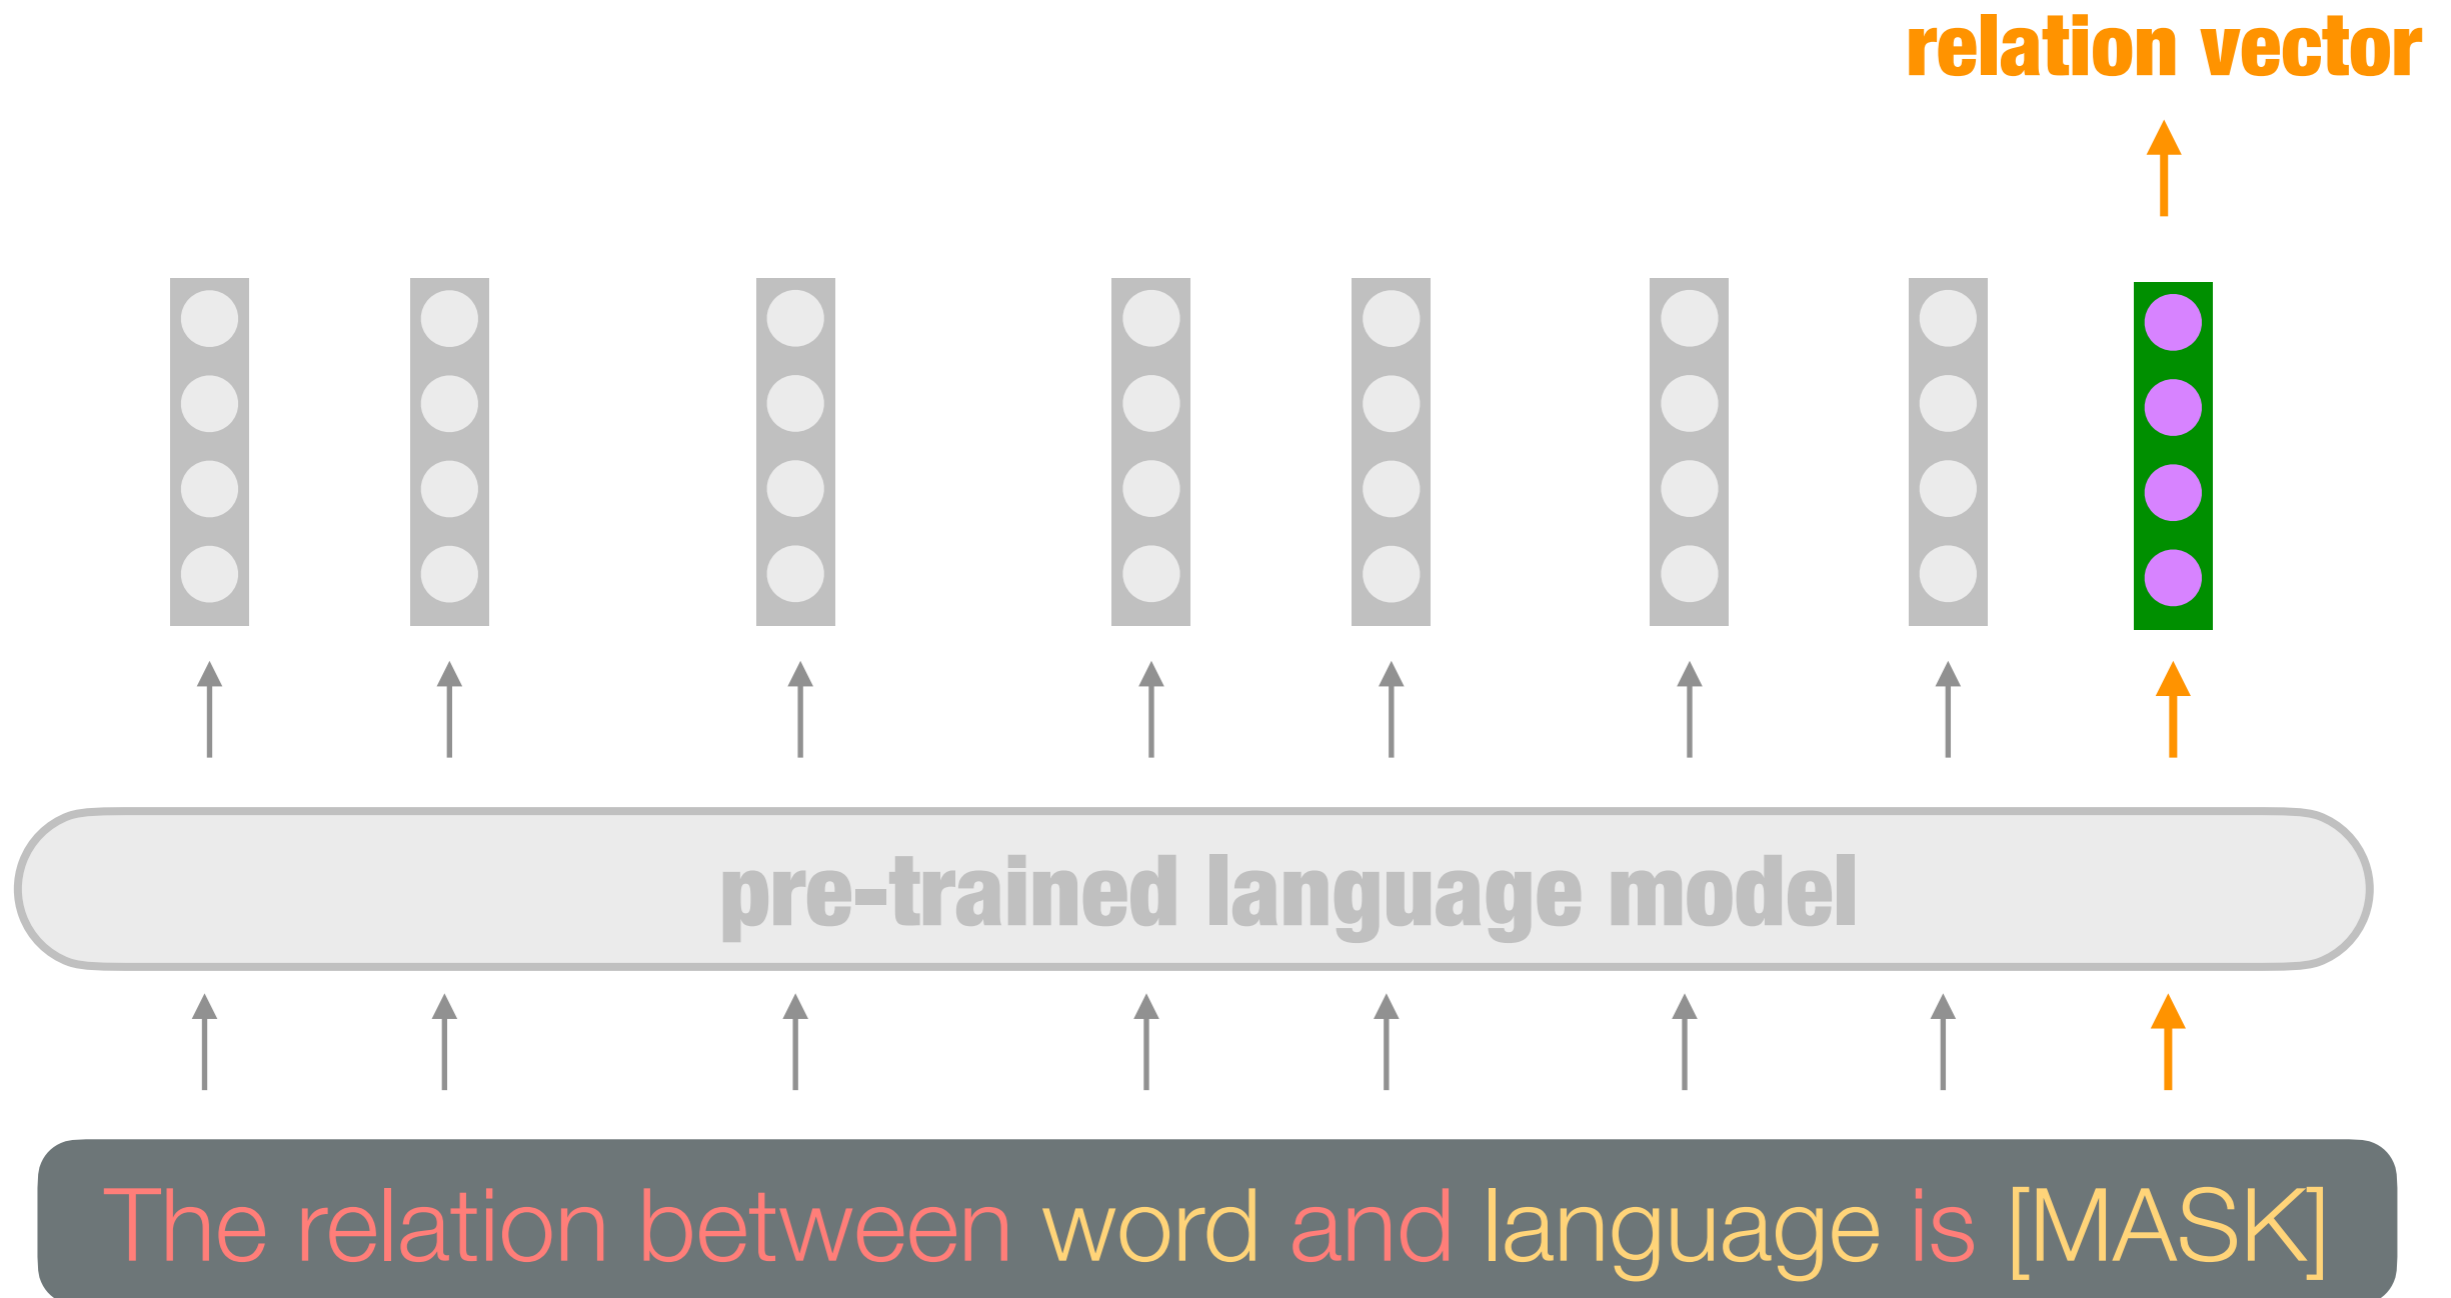 relation vector
pre-trained language model
The relation between word and language is [MASK]